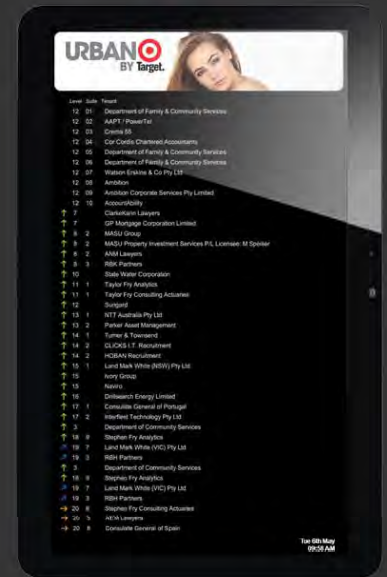 URBAN
BY Target.
Level Suite Tenant
12 01 Department of Family & Community Services
12 02 AAPT / PowerTel
12 03 Crema 55
12 04 Cor Cordis Chartered Accountants
12 05 Department of Family & Community Services
12 06 Department of Family & Community Services
12 07 Watson Erskine & Co Pty Ltd
12 08 Ambition
12 09 Ambition Corporate Services Pty Limited
12 10 AccountAbility
↑ 7 ClarkeKann Lawyers
↑ 7 GP Mortgage Corporation Limited
↑ 8 2 MASU Group
↑ 8 2 MASU Property Investment Services P/L Licensee: M Speiker
↑ 8 2 ANM Lawyers
↑ 8 3 RBK Partners
↑ 10 State Water Corporation
↑ 11 1 Taylor Fry Analytics
↑ 11 1 Taylor Fry Consulting Actuaries
↑ 12 Sungard
↑ 13 1 NTT Australia Pty Ltd
↑ 13 2 Parker Asset Management
↑ 14 1 Turner & Townsend
↑ 14 2 CLiCKS I.T. Recruitment
↑ 14 2 HOBAN Recruitment
↑ 15 1 Land Mark White (NSW) Pty Ltd
↑ 15 Ivory Group
↑ 15 Naviro
↑ 16 Drillsearch Energy Limited
↑ 17 1 Consulate General of Portugal
↑ 17 2 Interfleet Technology Pty Ltd
↑ 3 Department of Community Services
↑ 18 8 Stephen Fry Analytics
↗ 19 7 Land Mark White (VIC) Pty Ltd
↗ 19 3 RBH Partners
↑ 3 Department of Community Services
↑ 18 8 Stephen Fry Analytics
↗ 19 7 Land Mark White (VIC) Pty Ltd
↗ 19 3 RBH Partners
→ 20 8 Stephen Fry Consulting Actuaries
→ 20 Lawyers
→ 20 8 Consulate General of Spain
Tue 6th May
09:58 AM